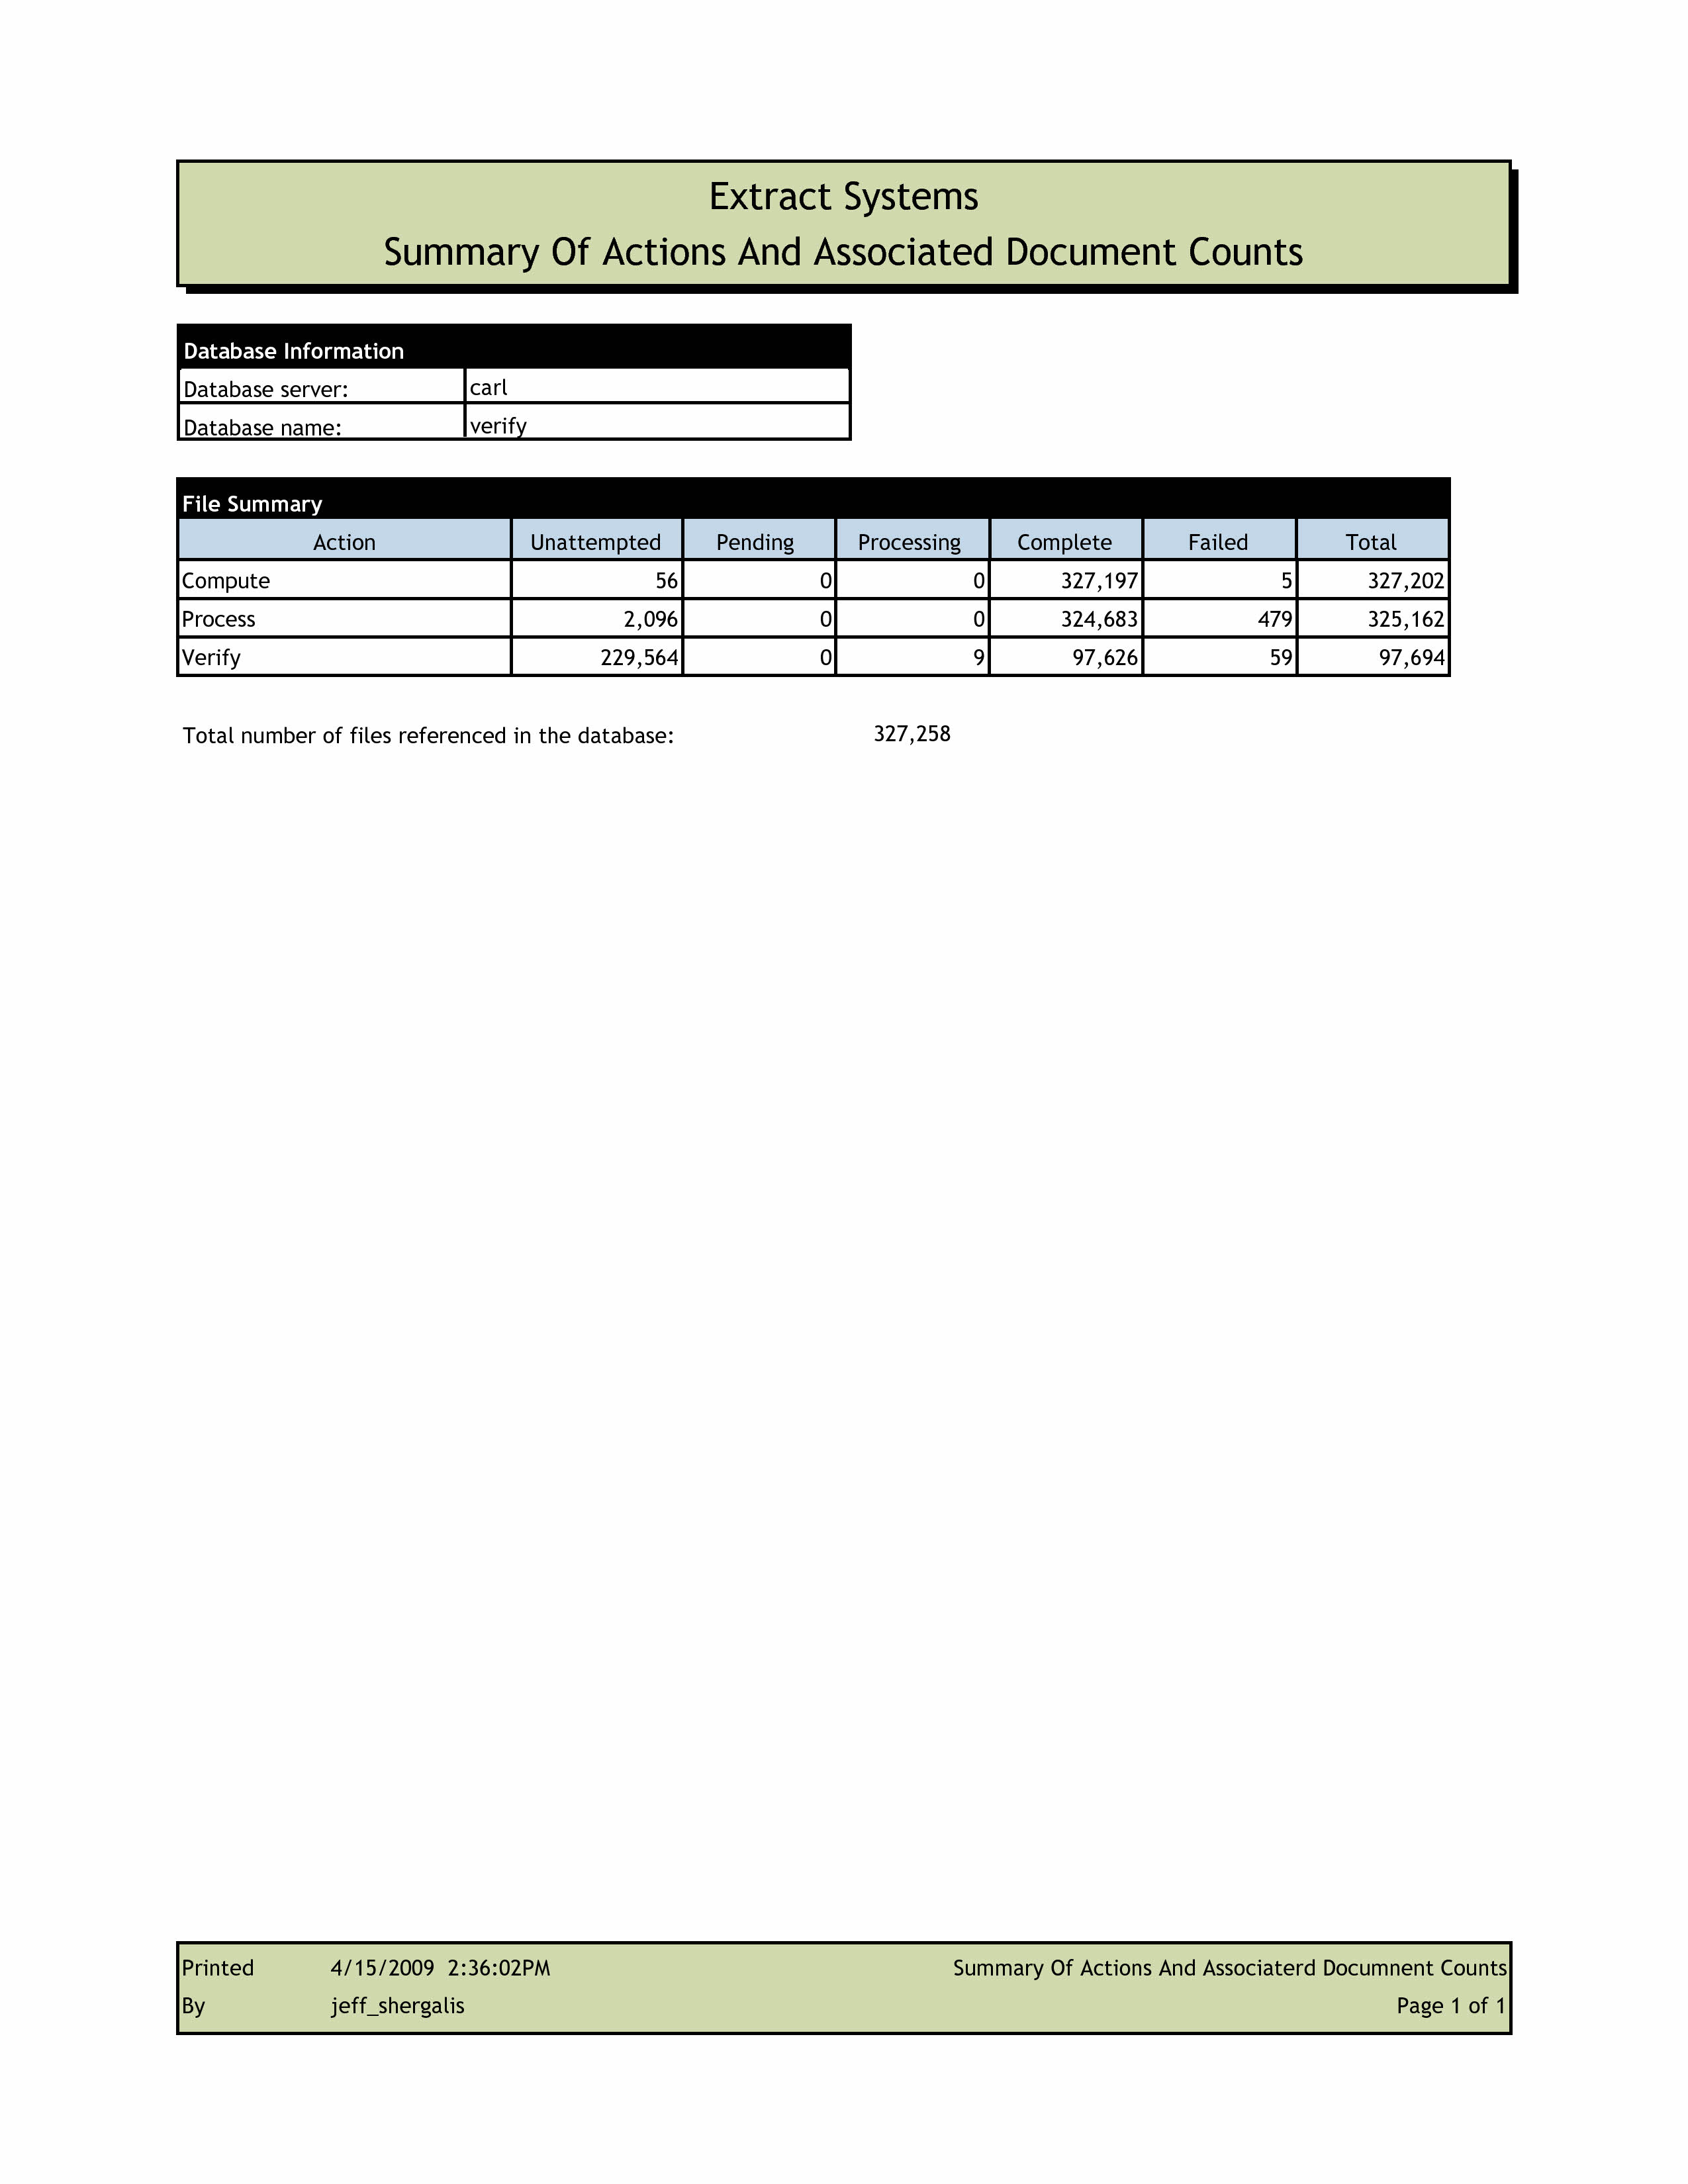 Extract Systems
Summary Of Actions And Associated Document Counts
Database Information
Database server: carl
Database name: verify
File Summary
Action Unattempted Pending Processing Complete Failed Total
Compute 56 0 0 327,197 5 327,202
Process 2,096 0 0 324,683 479 325,162
Verify 229,564 0 9 97,626 59 97,694
Total number of files referenced in the database: 327,258
Printed 4/15/2009 2:36:02PM Summary Of Actions And Associaterd Documnent Counts
By jeff_shergalis Page 1 of 1